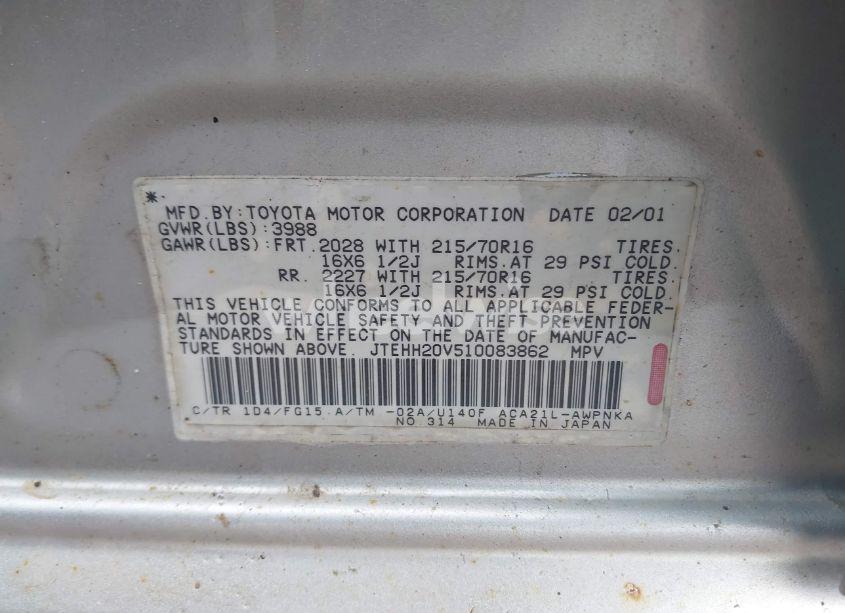 *
MFD.BY:TOYOTA MOTOR CORPORATION DATE 02/01
GVWR(LBS):3988
GAWR(LBS):FRT.2028 WITH 215/70R16 TIRES.
16X6 1/2J RIMS.AT 29 PSI COLD.
RR. 2227 WITH 215/70R16 TIRES.
16X6 1/2J RIMS.AT 29 PSI COLD.
THIS VEHICLE CONFORMS TO ALL APPLICABLE FEDER-
AL MOTOR VEHICLE SAFETY AND THEFT PREVENTION
STANDARDS IN EFFECT ON THE DATE OF MANUFAC-
TURE SHOWN ABOVE. JTEHH20V510083862 MPV
C/TR 1D4/FG15 A/TM -02A/U140F ACA21L-AWPNKA
NO 314 MADE IN JAPAN